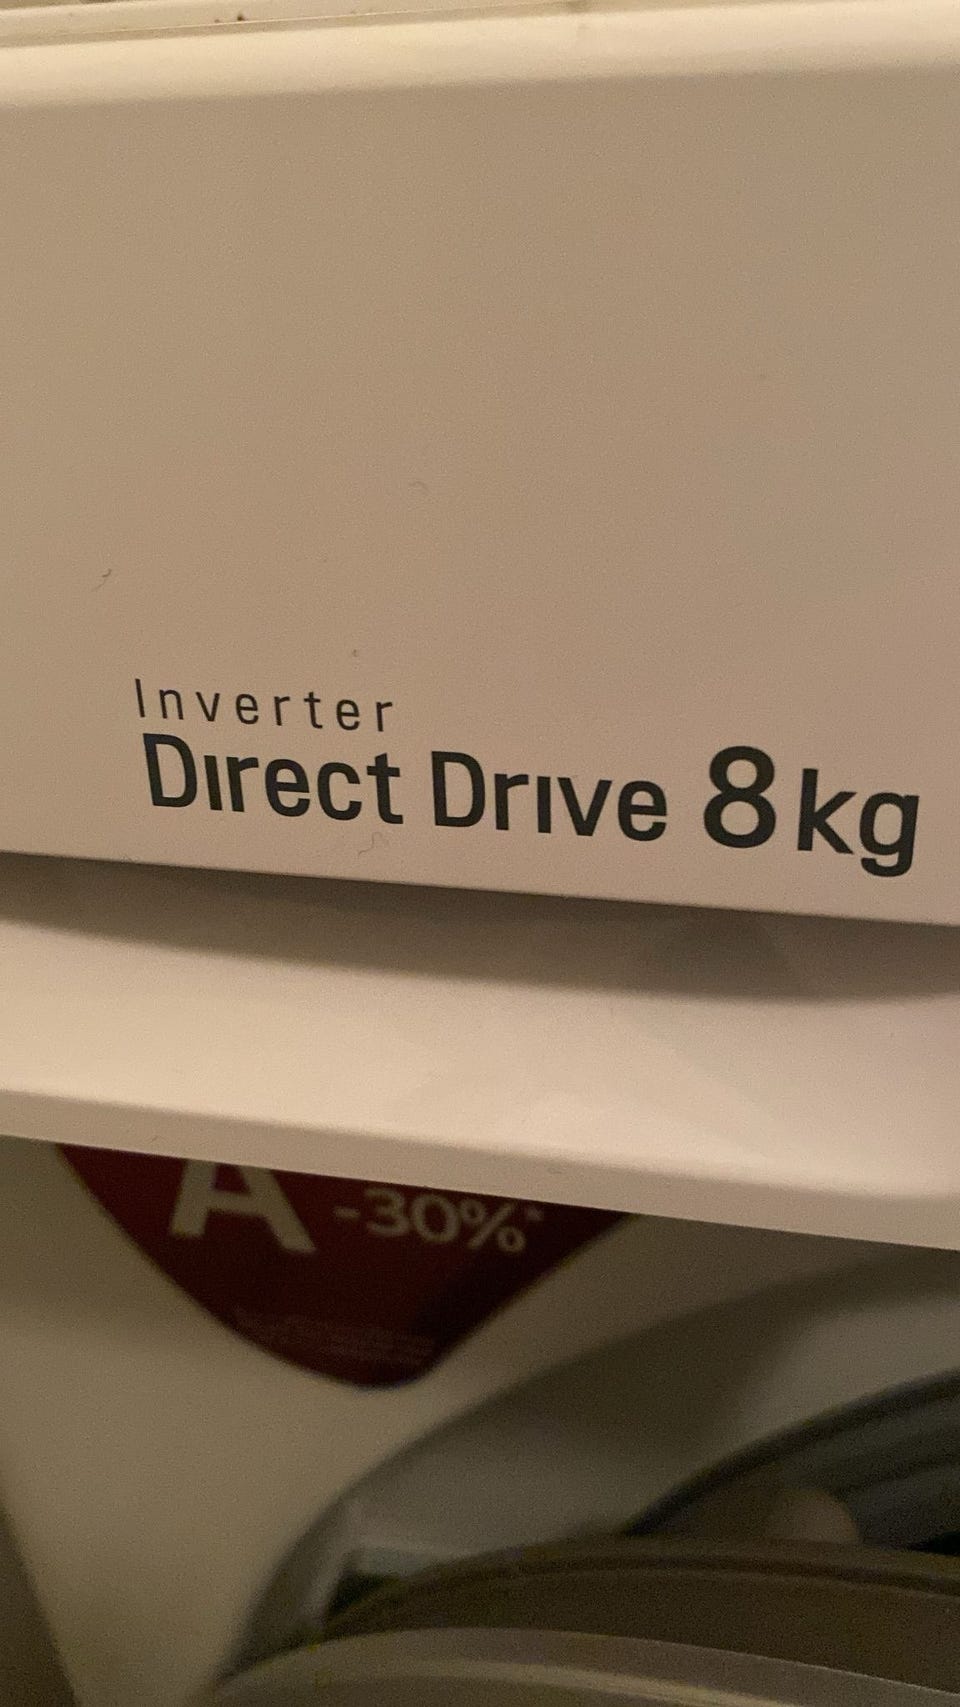 Inverter
Direct Drive 8kg
A -30%*